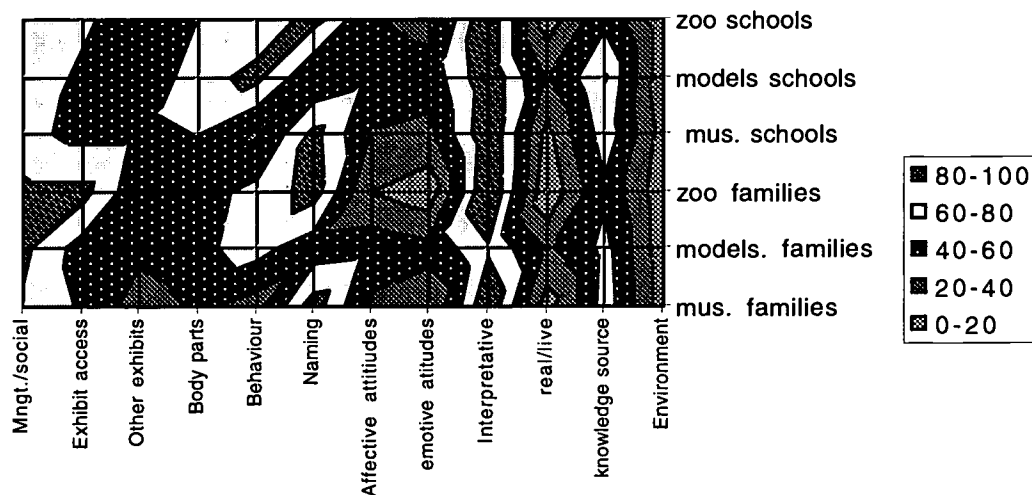 zoo schools
models schools
mus. schools
zoo families
models. families
mus. families
80-100
60-80
40-60
20-40
0-20
Mngt./social
Exhibit access
Other exhibits
Body parts
Behaviour
Naming
Affective attitiudes
emotive atitudes
Interpretative
real/live
knowledge source
Environment